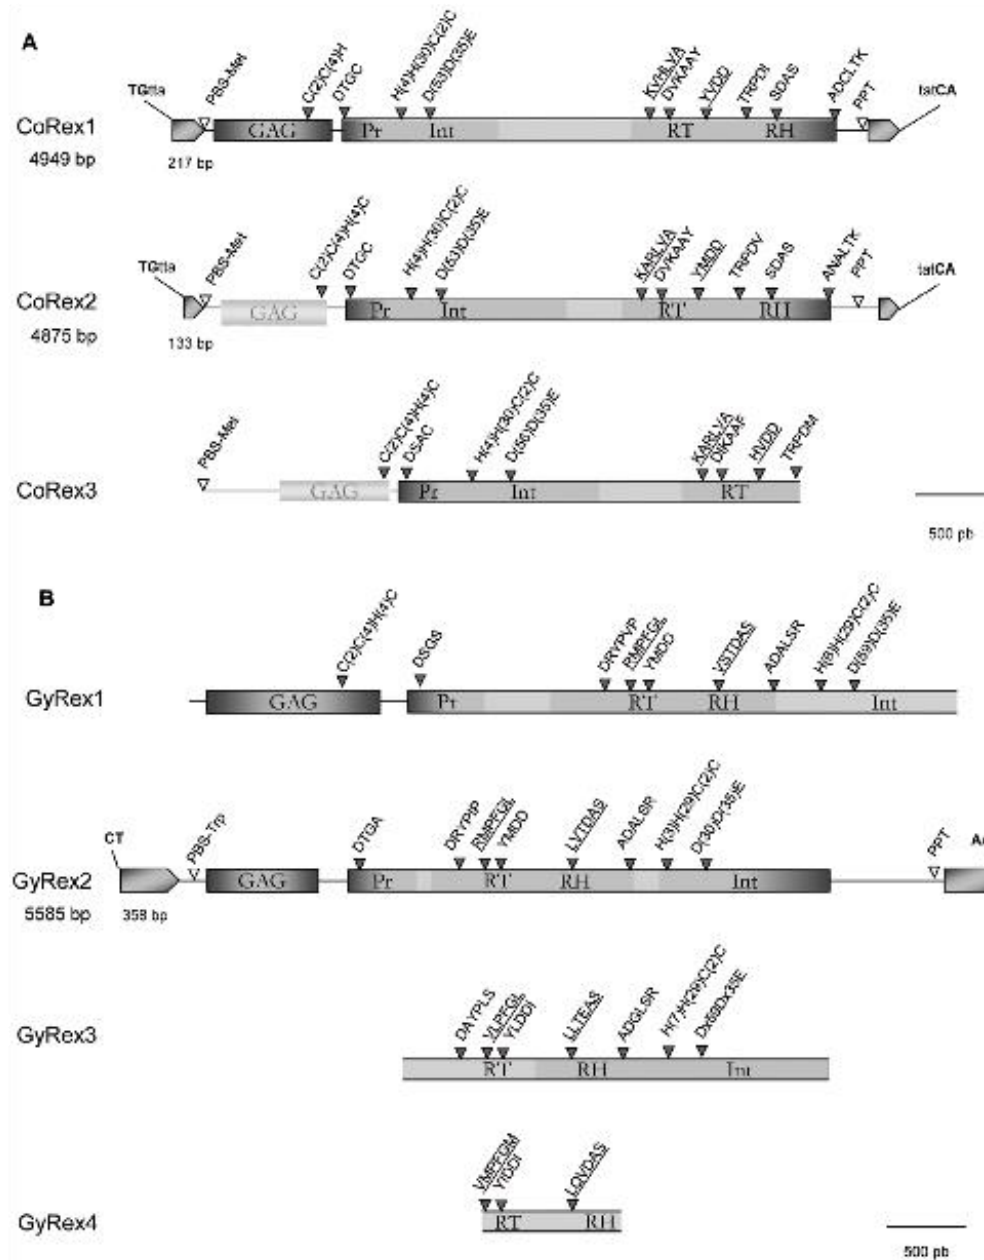 A
TGtta PBS-Met C(2)C(4)H DTGC H(4)H(30)C(2)C D(53)D(35)E KVHLVA DVKAAY YVDD TRPDI SDAS ADCLTK PPT tatCA
CoRex1 GAG Pr Int RT RH
4949 bp 217 bp
TGtta PBS-Met C(2)C(4)H(4)C DTGC H(4)H(30)C(2)C D(53)D(35)E KARLVA DVKAAY YMDD TRPDV SDAS ANALTK PPT tatCA
CoRex2 GAG Pr Int RT RH
4875 bp 133 bp
PBS-Met C(2)C(4)H(4)C DSAC H(4)H(30)C(2)C D(56)D(35)E KARLVA DIKAAF HVDD TRPDM
CoRex3 GAG Pr Int RT
500 pb
B
C(2)C(4)H(4)C DSGS DRYPVP RMPFGL YMDD VSTDAS ADALSR H(8)H(29)C(2)C D(59)D(35)E
GyRex1 GAG Pr RT RH Int
CT PBS-Trp DTGA DRYPIP RMPFGL YMDD LVTDAS ADALSR H(3)H(29)C(2)C D(30)D(35)E PPT
GyRex2 GAG Pr RT RH Int
5585 bp 358 bp
DAYPLS VLPFGL YLDDI LLTEAS ADGLSR H(7)H(29)C(2)C Dx59Dx35E
GyRex3 RT RH Int
VMPFGM YIDDI LQVDAS
GyRex4 RT RH
500 pb